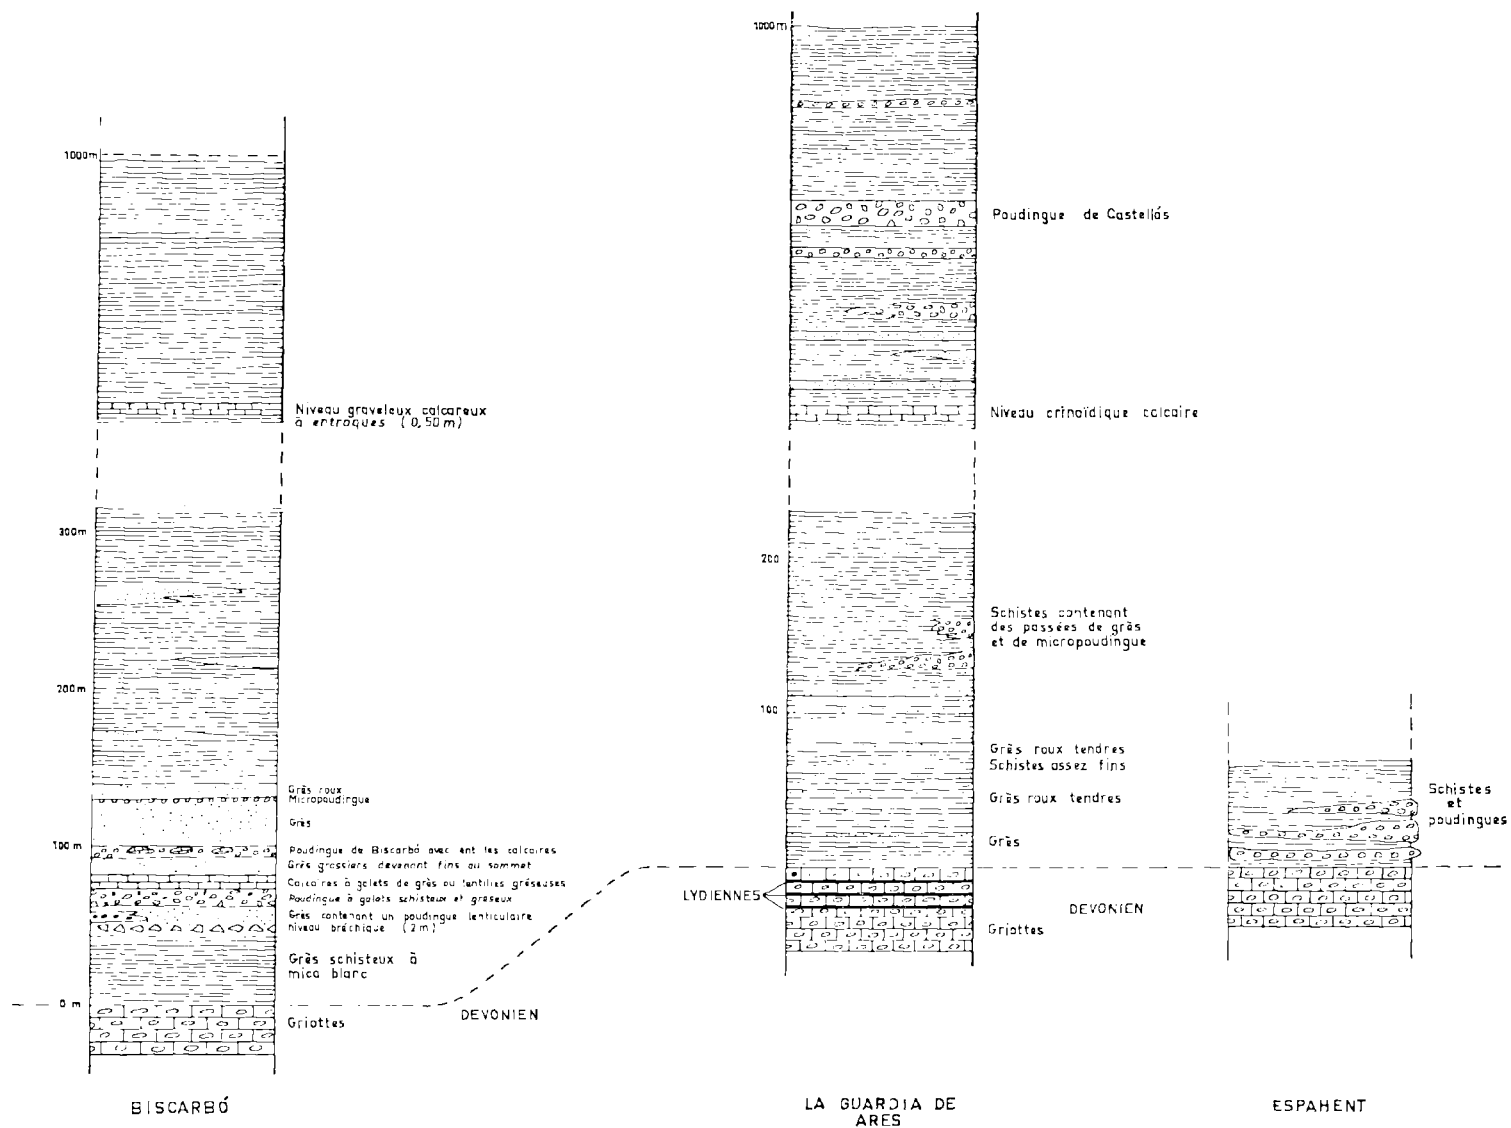 1000m
Niveau graveleux calcareux
à entroques (0,50 m)
300m
200m
Grès roux
Micropoudingue
Grès
100 m
Poudingue de Biscarbó avec ent les calcaires
Grès grossiers devenant fins au sommet
Calcaires à galets de grès ou lentilles gréseuses
Poudingue à galots schisteux et gréseux
Grès contenant un poudingue lenticulaire
niveau bréchique (2m)
Grès schisteux à
mica blanc
0 m
Griottes
DEVONIEN
BISCARBÓ
1000m
Poudingue de Castellás
Niveau crinoïdique calcaire
200
Schistes contenant
des passées de grès
et de micropoudingue
100
Grès roux tendres
Schistes assez fins
Grès roux tendres
Grès
LYDIENNES
Griottes
DEVONIEN
LA GUARDIA DE
ARES
Schistes
et
poudingues
ESPAHENT